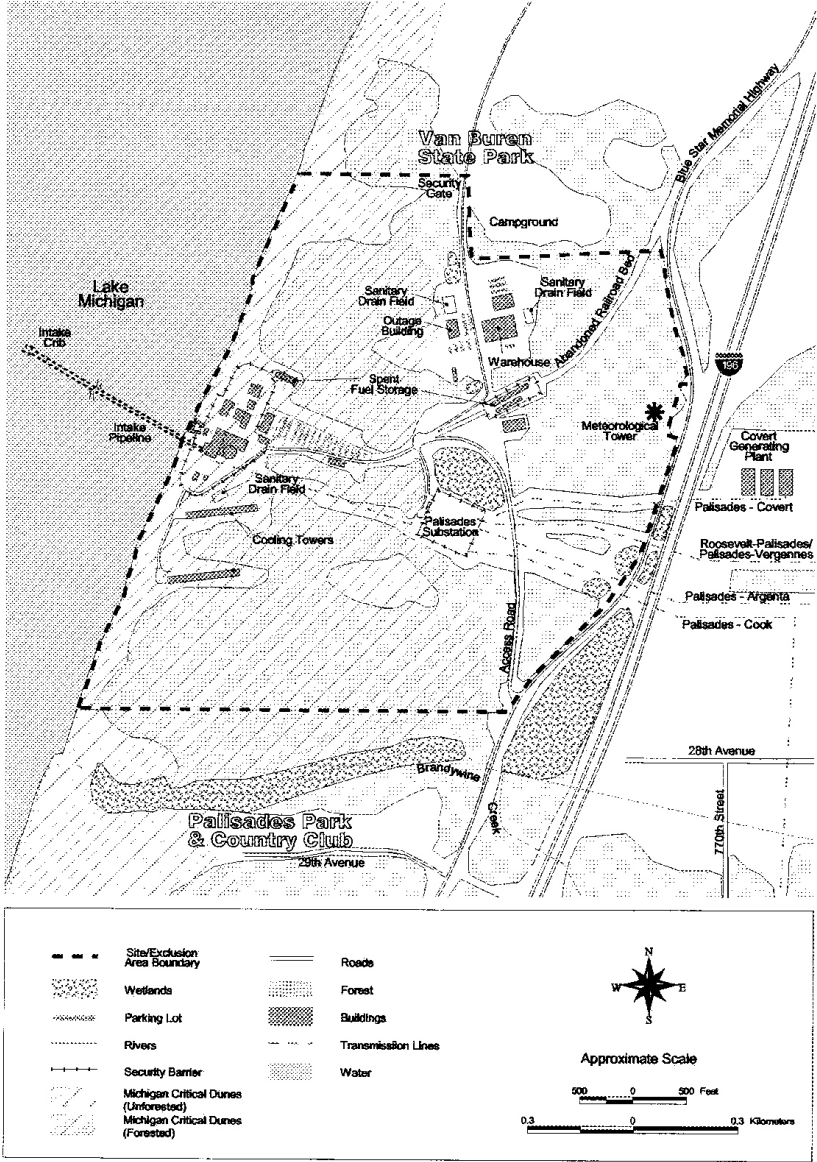 Van Buren
State Park
Blue Star Memorial Highway
Security
Gate
Campground
Lake
Michigan
Sanitary
Drain Field
Sanitary
Drain Field
Abandoned Railroad Bed
Outage
Building
Intake
Crib
Warehouse
196
Spent
Fuel Storage
Meteorological
Tower
Intake
Pipeline
Covert
Generating
Plant
Sanitary
Drain Field
Palisades - Covert
Palisades
Substation
Cooling Towers
Roosevelt-Palisades/
Palisades-Vergennes
Palisades - Argenta
Palisades - Cook
Access Road
28th Avenue
Brandywine
Creek
770th Street
Palisades Park
& Country Club
29th Avenue
Site/Exclusion
Area Boundary
Wetlands
Parking Lot
Rivers
Security Barrier
Michigan Critical Dunes
(Unforested)
Michigan Critical Dunes
(Forested)
Roads
Forest
Buildings
Transmission Lines
Water
N
W E
S
Approximate Scale
500 0 500 Feet
0.3 0 0.3 Kilometers